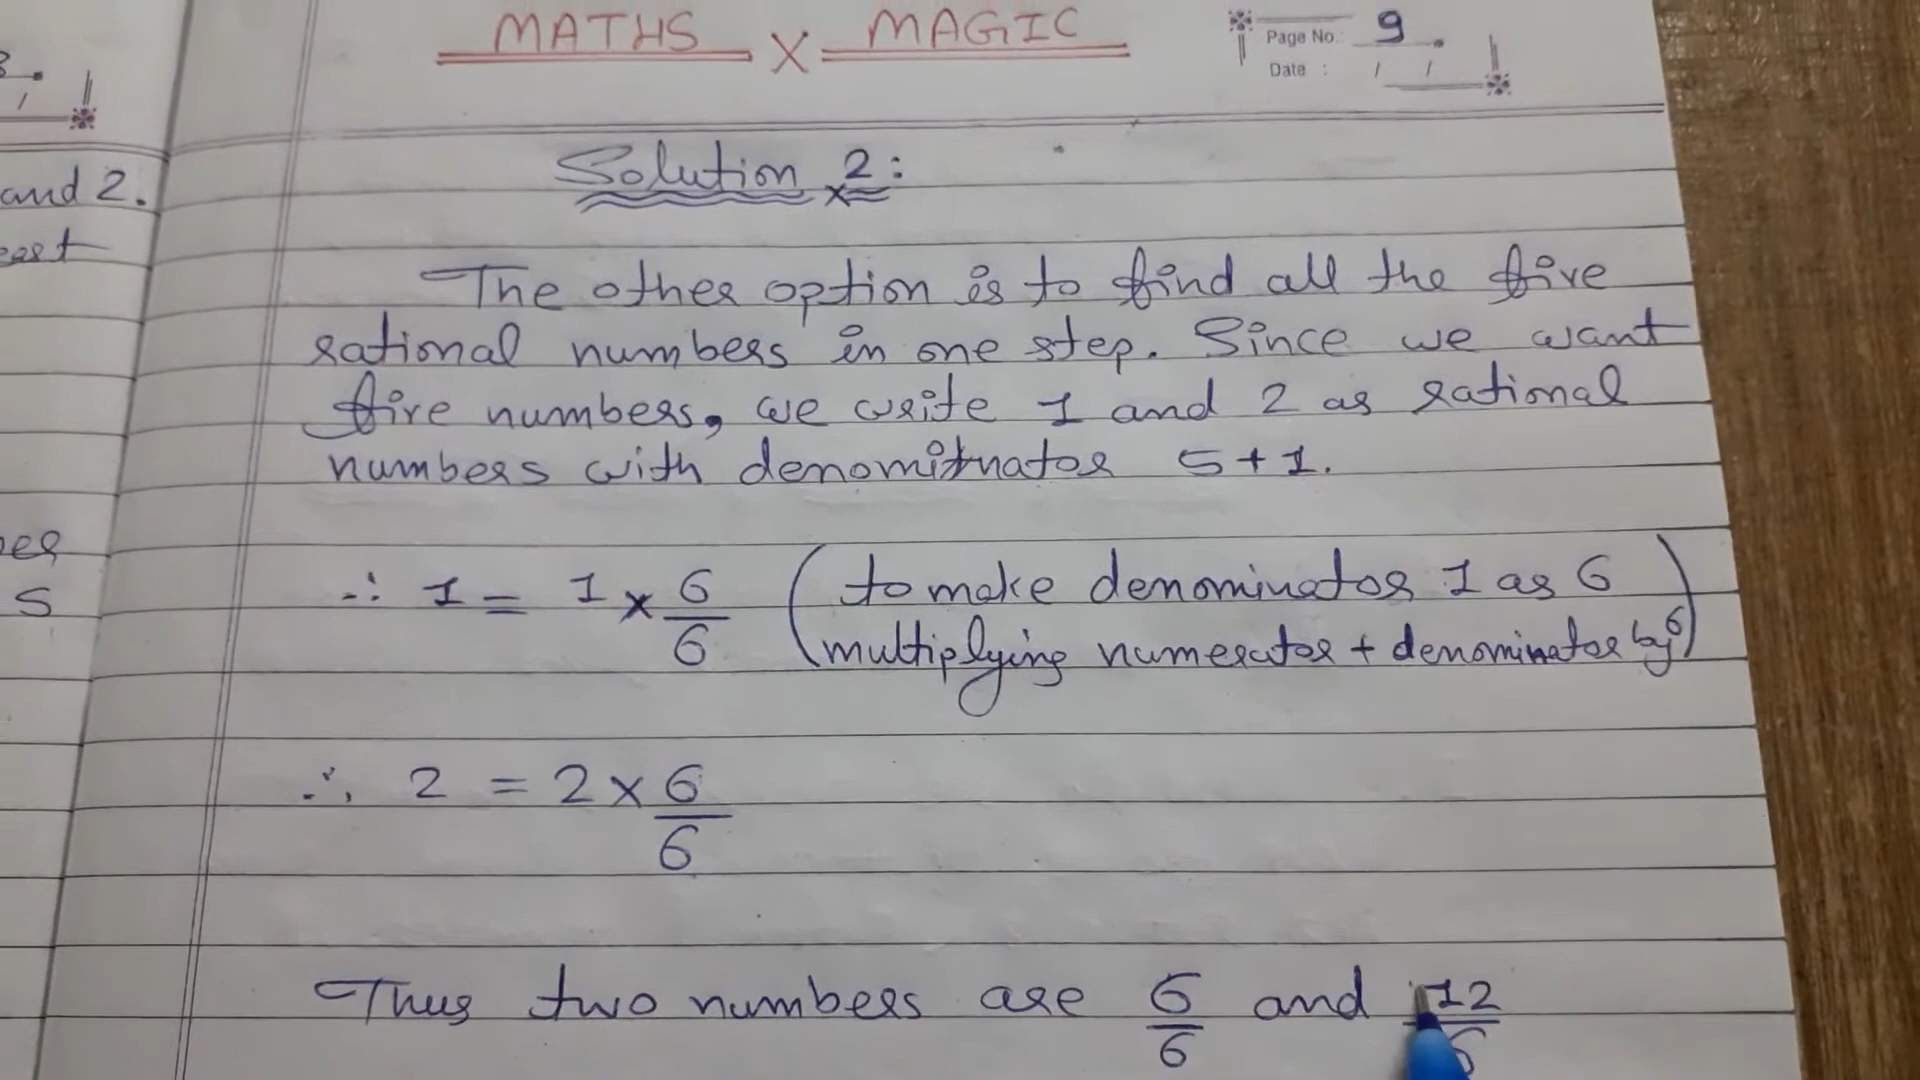 MATHS X MAGIC
Page No.: 9
Date : / /
and 2.
Solution 2:
The other option is to find all the five
rational numbers in one step. Since we want
five numbers, we write 1 and 2 as rational
numbers with denominator 5+1.
∴ 1 = 1 × 6/6 (to make denominator 1 as 6
multiplying numerator + denominator by 6)
S
∴ 2 = 2 × 6/6
Thus two numbers are 6/6 and 12/6